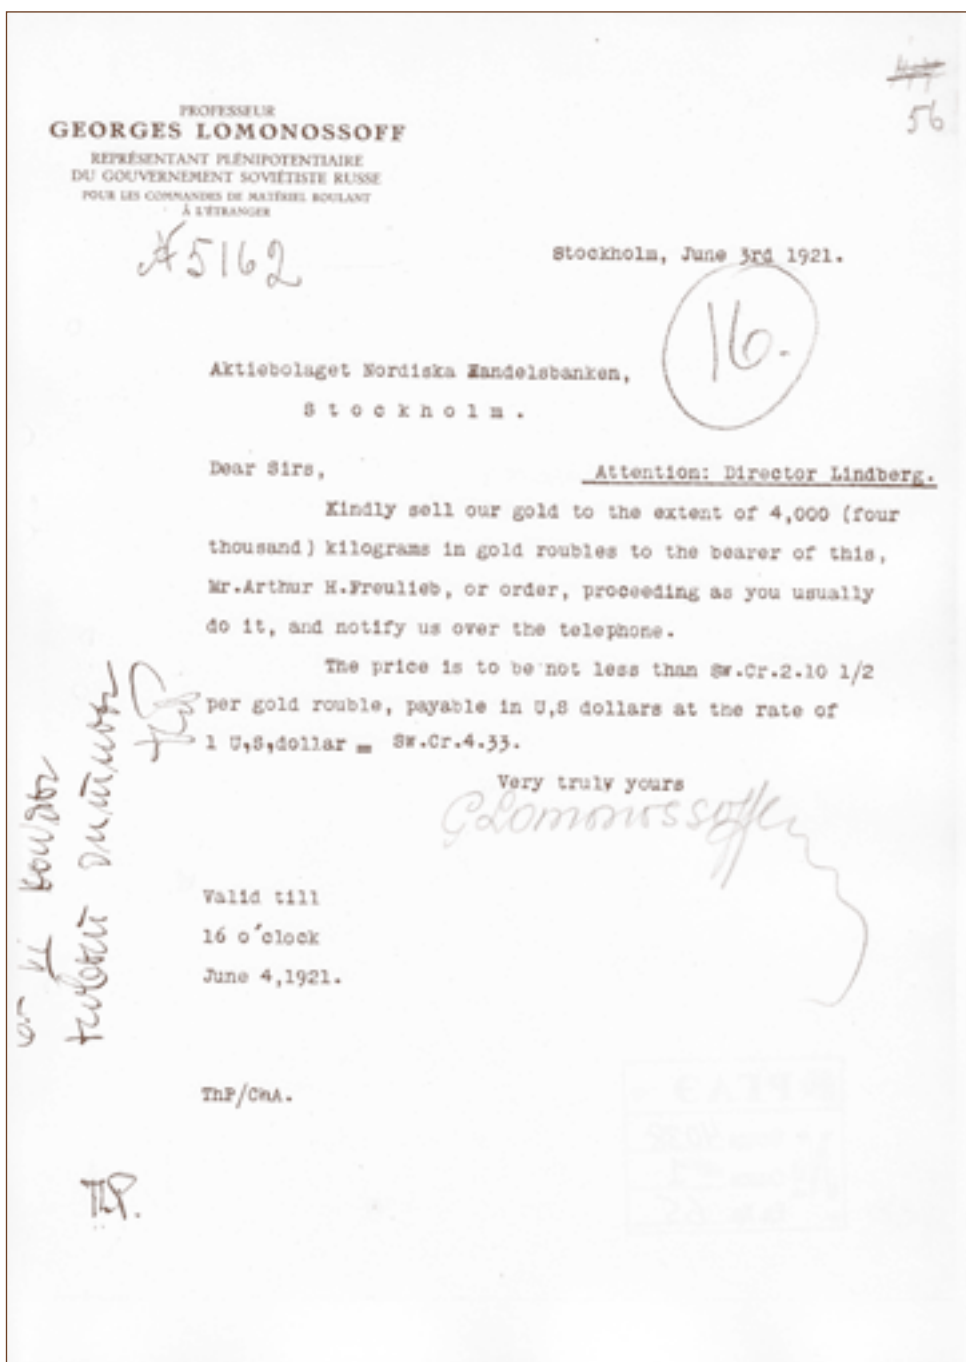 56
PROFESSEUR
GEORGES LOMONOSSOFF
REPRÉSENTANT PLÉNIPOTENTIAIRE
DU GOUVERNEMENT SOVIÉTISTE RUSSE
POUR LES COMMANDES DE MATÉRIEL ROULANT
À L'ÉTRANGER
5162
Stockholm, June 3rd 1921.
16.
Aktiebolaget Nordiska Handelsbanken,
Stockholm.
Dear Sirs,
Attention: Director Lindberg.
Kindly sell our gold to the extent of 4,000 (four
thousand) kilograms in gold roubles to the bearer of this,
Mr.Arthur H.Freulieb, or order, proceeding as you usually
do it, and notify us over the telephone.
The price is to be not less than Sw.Cr.2.10 1/2
per gold rouble, payable in U,S dollars at the rate of
1 U,S,dollar = Sw.Cr.4.33.
Very truly yours
GLomonossoff
Valid till
16 o'clock
June 4,1921.
ThP/ChA.
ThP.